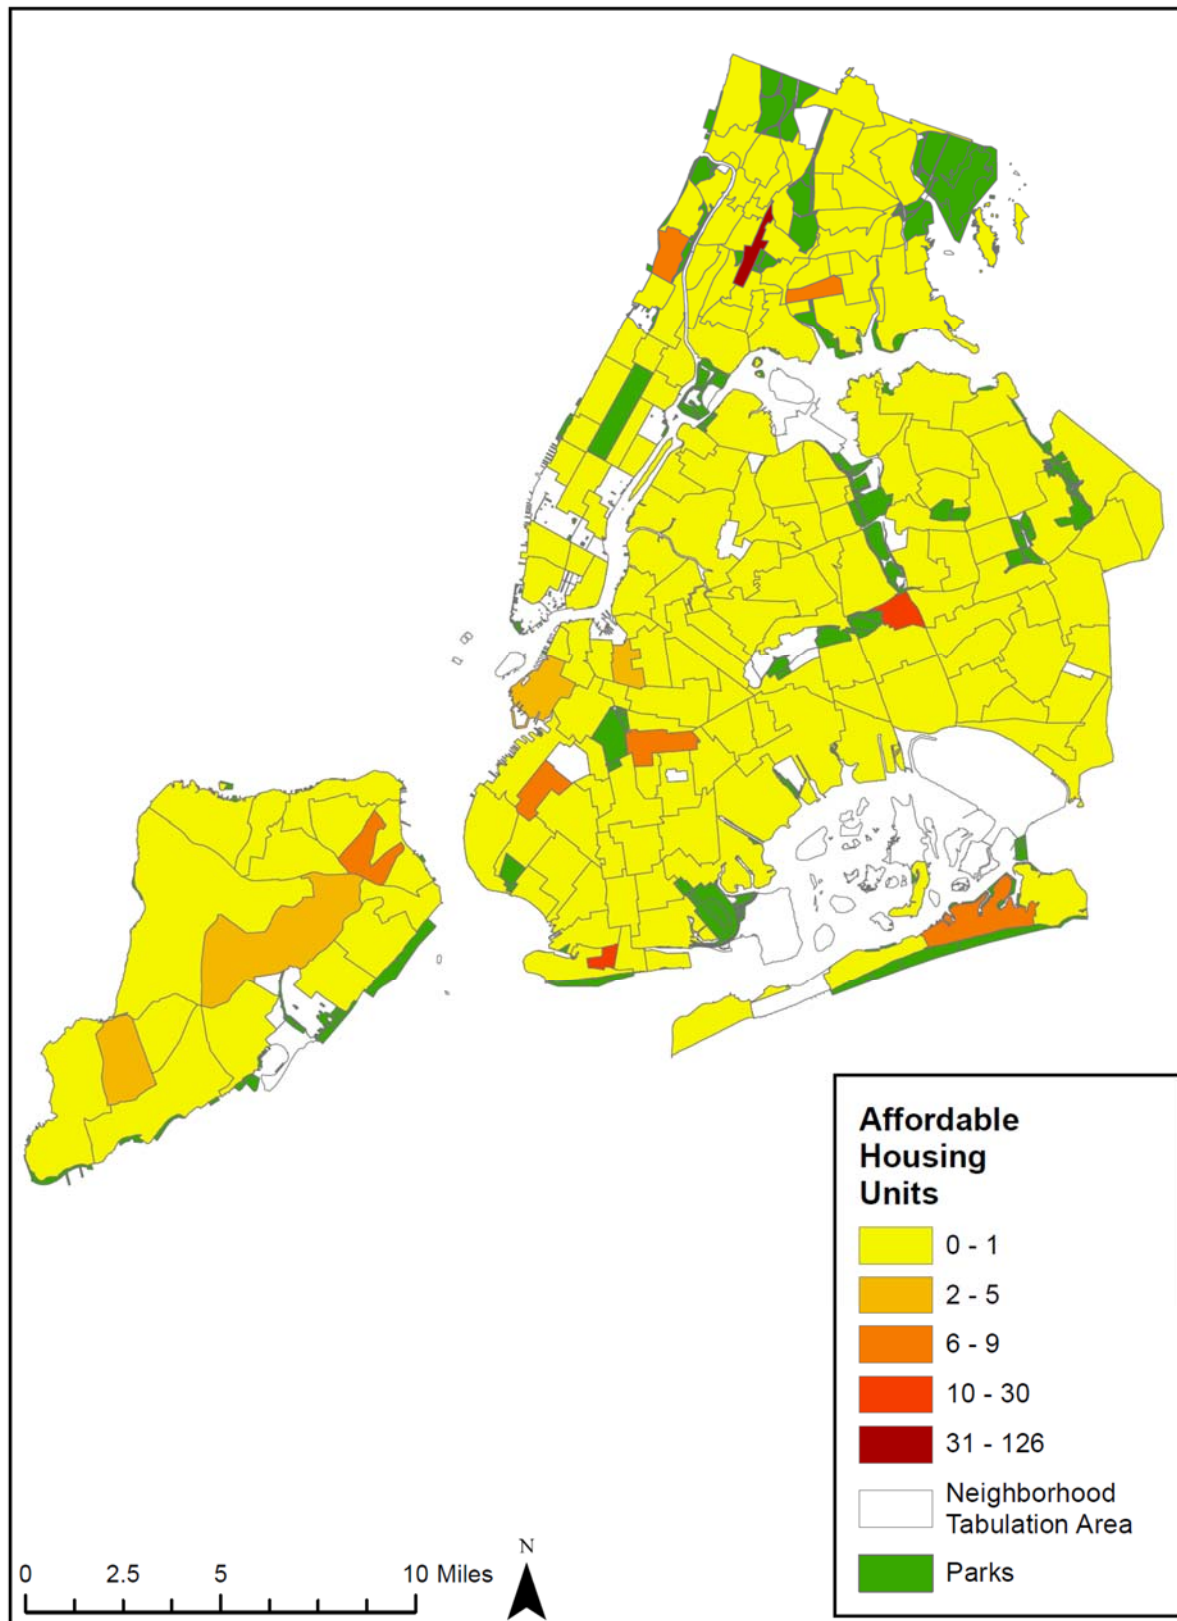 Affordable
Housing
Units
0 - 1
2 - 5
6 - 9
10 - 30
31 - 126
Neighborhood
Tabulation Area
Parks
N
0 2.5 5 10 Miles